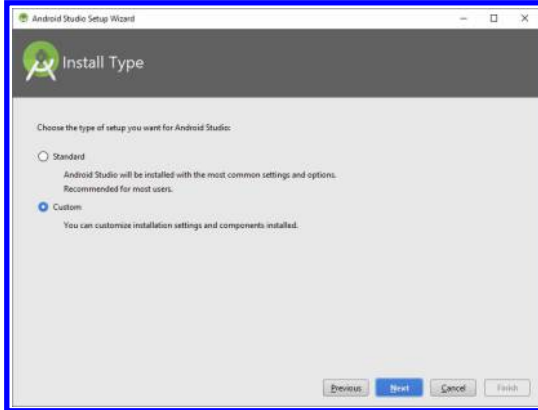 Android Studio Setup Wizard
Install Type
Choose the type of setup you want for Android Studio:
Standard
Android Studio will be installed with the most common settings and options.
Recommended for most users.
Custom
You can customize installation settings and components installed.
Previous Next Cancel Finish